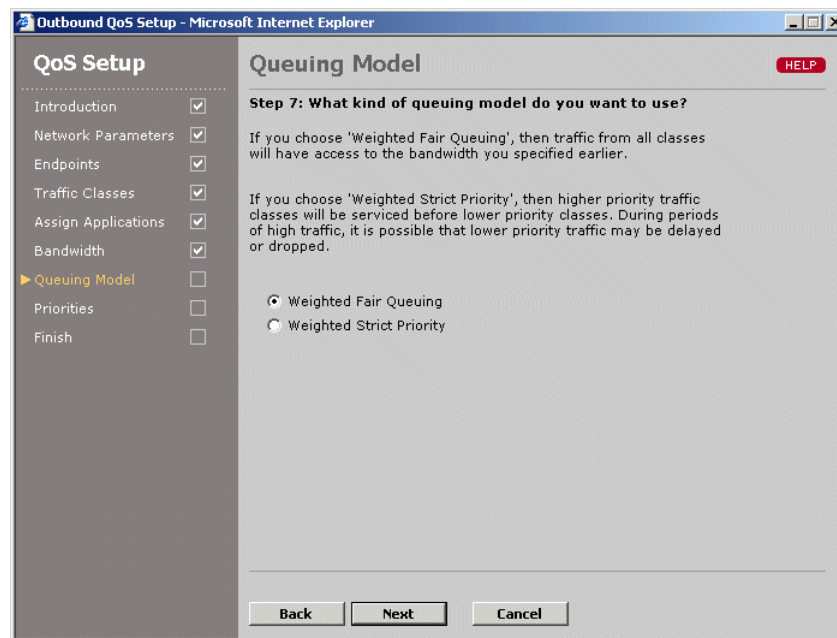 Outbound QoS Setup - Microsoft Internet Explorer
QoS Setup
Introduction
Network Parameters
Endpoints
Traffic Classes
Assign Applications
Bandwidth
Queuing Model
Priorities
Finish
Queuing Model
HELP
Step 7: What kind of queuing model do you want to use?
If you choose 'Weighted Fair Queuing', then traffic from all classes
will have access to the bandwidth you specified earlier.
If you choose 'Weighted Strict Priority', then higher priority traffic
classes will be serviced before lower priority classes. During periods
of high traffic, it is possible that lower priority traffic may be delayed
or dropped.
Weighted Fair Queuing
Weighted Strict Priority
Back
Next
Cancel